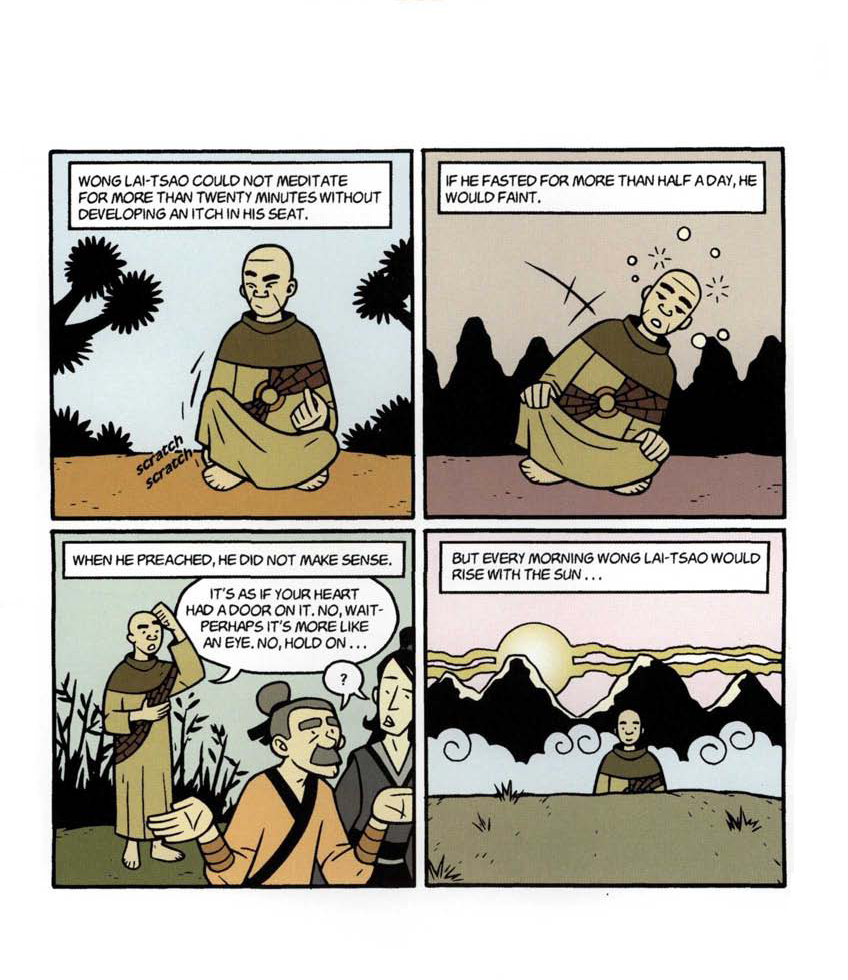 WONG LAI-TSAO COULD NOT MEDITATE
FOR MORE THAN TWENTY MINUTES WITHOUT
DEVELOPING AN ITCH IN HIS SEAT.
scratch
scratch
IF HE FASTED FOR MORE THAN HALF A DAY, HE
WOULD FAINT.
WHEN HE PREACHED, HE DID NOT MAKE SENSE.
IT'S AS IF YOUR HEART
HAD A DOOR ON IT. NO, WAIT-
PERHAPS IT'S MORE LIKE
AN EYE. NO, HOLD ON...
?
BUT EVERY MORNING WONG LAI-TSAO WOULD
RISE WITH THE SUN...